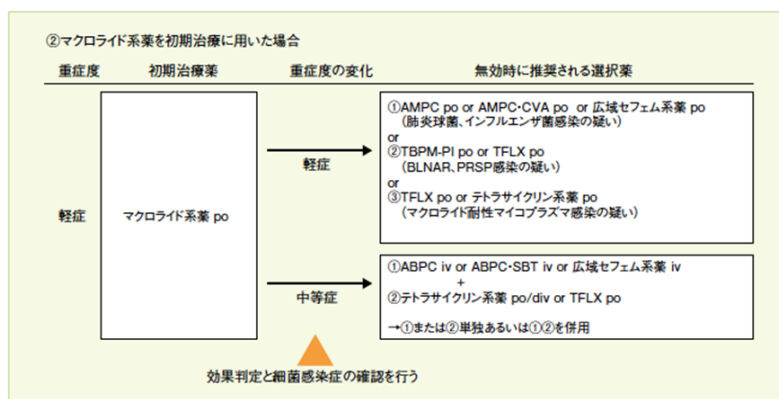 ②マクロライド系薬を初期治療に用いた場合
重症度 初期治療薬 重症度の変化 無効時に推奨される選択薬
①AMPC po or AMPC・CVA po or 広域セフェム系薬 po
（肺炎球菌、インフルエンザ菌感染の疑い）
or
②TBPM-PI po or TFLX po
（BLNAR、PRSP感染の疑い）
or
③TFLX po or テトラサイクリン系薬 po
（マクロライド耐性マイコプラズマ感染の疑い）
軽症
軽症 マクロライド系薬 po
①ABPC iv or ABPC・SBT iv or 広域セフェム系薬 iv
+
②テトラサイクリン系薬 po/div or TFLX po
→①または②単独あるいは①②を併用
中等症
効果判定と細菌感染症の確認を行う